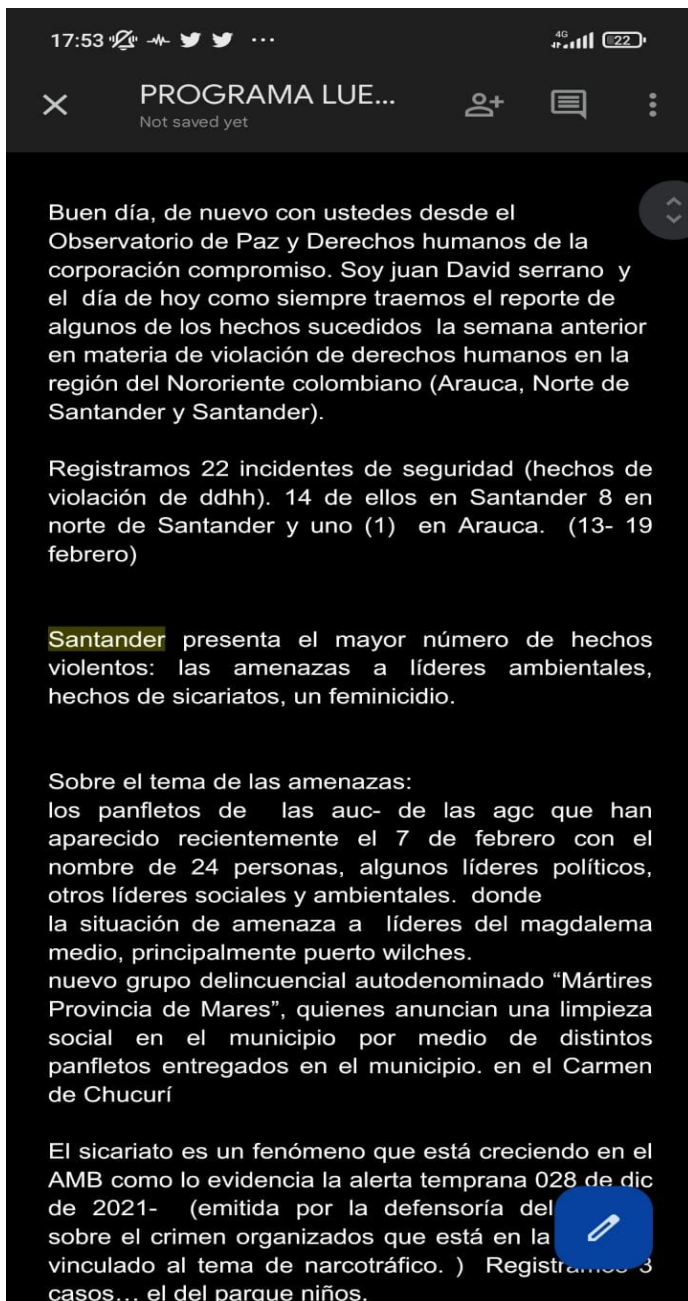 17:53 ...
4G
22
PROGRAMA LUE...
Not saved yet
Buen día, de nuevo con ustedes desde el
Observatorio de Paz y Derechos humanos de la
corporación compromiso. Soy juan David serrano y
el día de hoy como siempre traemos el reporte de
algunos de los hechos sucedidos la semana anterior
en materia de violación de derechos humanos en la
región del Nororiente colombiano (Arauca, Norte de
Santander y Santander).
Registramos 22 incidentes de seguridad (hechos de
violación de ddhh). 14 de ellos en Santander 8 en
norte de Santander y uno (1) en Arauca. (13- 19
febrero)
Santander presenta el mayor número de hechos
violentos: las amenazas a líderes ambientales,
hechos de sicariatos, un feminicidio.
Sobre el tema de las amenazas:
los panfletos de las auc- de las agc que han
aparecido recientemente el 7 de febrero con el
nombre de 24 personas, algunos líderes políticos,
otros líderes sociales y ambientales. donde
la situación de amenaza a líderes del magdalema
medio, principalmente puerto wilches.
nuevo grupo delincuencial autodenominado “Mártires
Provincia de Mares”, quienes anuncian una limpieza
social en el municipio por medio de distintos
panfletos entregados en el municipio. en el Carmen
de Chucurí
El sicariato es un fenómeno que está creciendo en el
AMB como lo evidencia la alerta temprana 028 de dic
de 2021- (emitida por la defensoría del
sobre el crimen organizados que está en la
vinculado al tema de narcotráfico. ) Registramos 3
casos... el del parque niños.